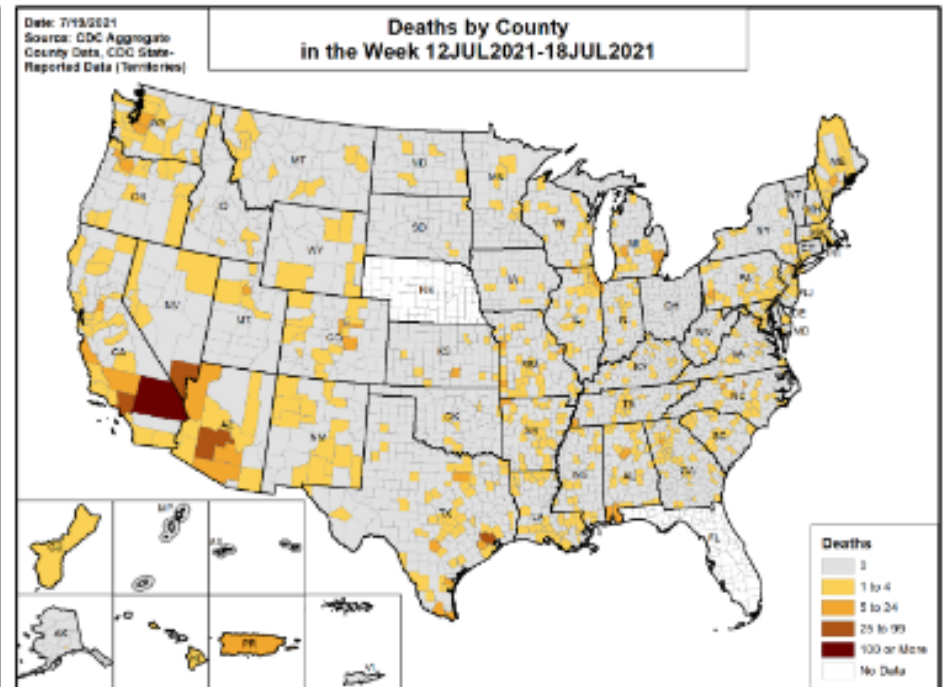 Date: 7/19/2021
Source: CDC Aggregate
County Data, CDC State-
Reported Data (Territories)
Deaths by County
in the Week 12JUL2021-18JUL2021
WA
MT
ND
MN
ME
OR
ID
SD
WI
MI
NY
VT
WY
IA
PA
NJ
NV
UT
CO
NE
IL
IN
OH
DE
MD
CA
KS
MO
KY
WV
VA
AZ
NM
OK
AR
TN
NC
SC
TX
LA
MS
AL
GA
FL
MP
AS
AK
PR
VI
Deaths
0
1 to 4
5 to 24
25 to 99
100 or More
No Data